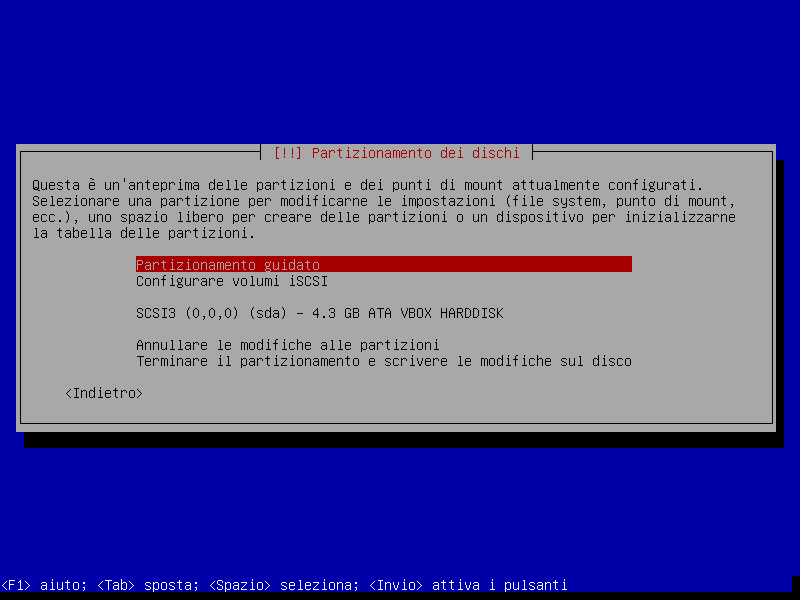 [!!] Partizionamento dei dischi
Questa è un'anteprima delle partizioni e dei punti di mount attualmente configurati.
Selezionare una partizione per modificarne le impostazioni (file system, punto di mount,
ecc.), uno spazio libero per creare delle partizioni o un dispositivo per inizializzarne
la tabella delle partizioni.
Partizionamento guidato
Configurare volumi iSCSI
SCSI3 (0,0,0) (sda) – 4.3 GB ATA VBOX HARDDISK
Annullare le modifiche alle partizioni
Terminare il partizionamento e scrivere le modifiche sul disco
<Indietro>
<F1> aiuto; <Tab> sposta; <Spazio> seleziona; <Invio> attiva i pulsanti